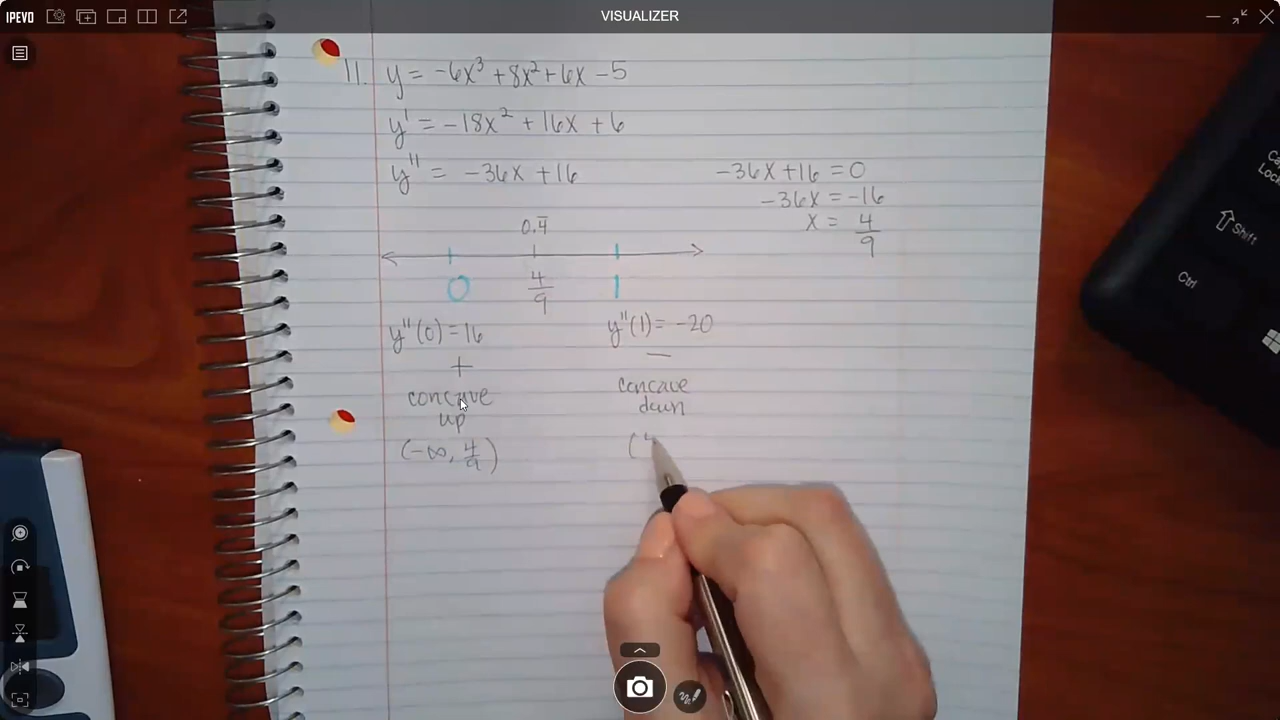 IPEVO
VISUALIZER
11. y = -6x³ + 8x² + 6x - 5
y' = -18x² + 16x + 6
y'' = -36x + 16
-36x + 16 = 0
-36x = -16
x = 4/9
0.4̅
0 4/9 1
y''(0) = 16
+
concave
up
(-∞, 4/9)
y''(1) = -20
—
concave
down
(4
Shift
Ctrl